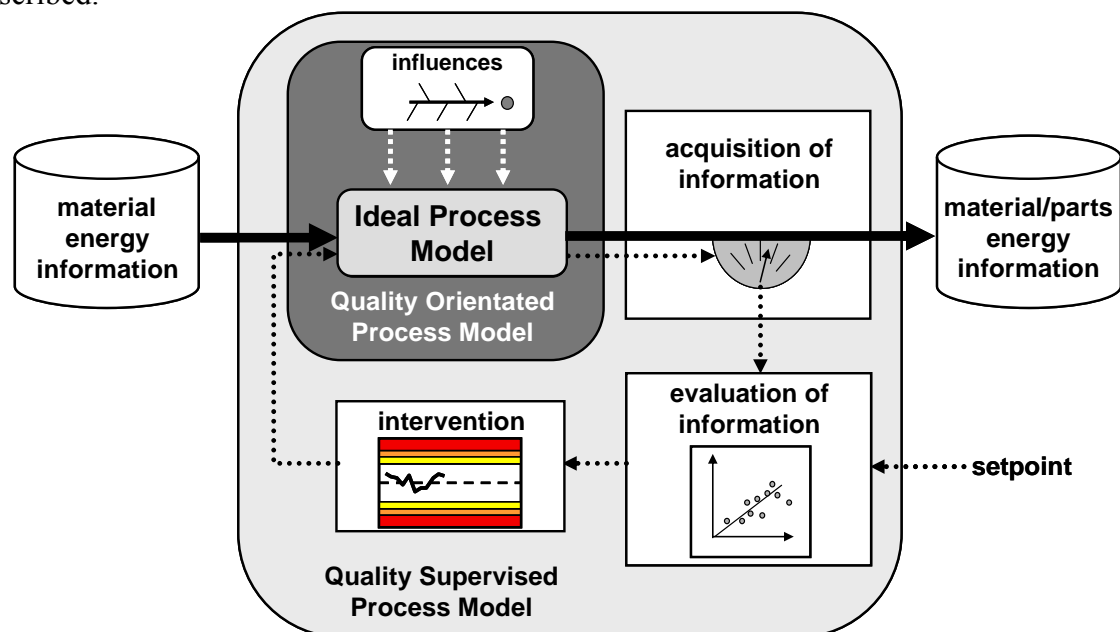 scribed.
influences
Ideal Process
Model
Quality Orientated
Process Model
acquisition of
information
material
energy
information
material/parts
energy
information
evaluation of
information
intervention
setpoint
Quality Supervised
Process Model